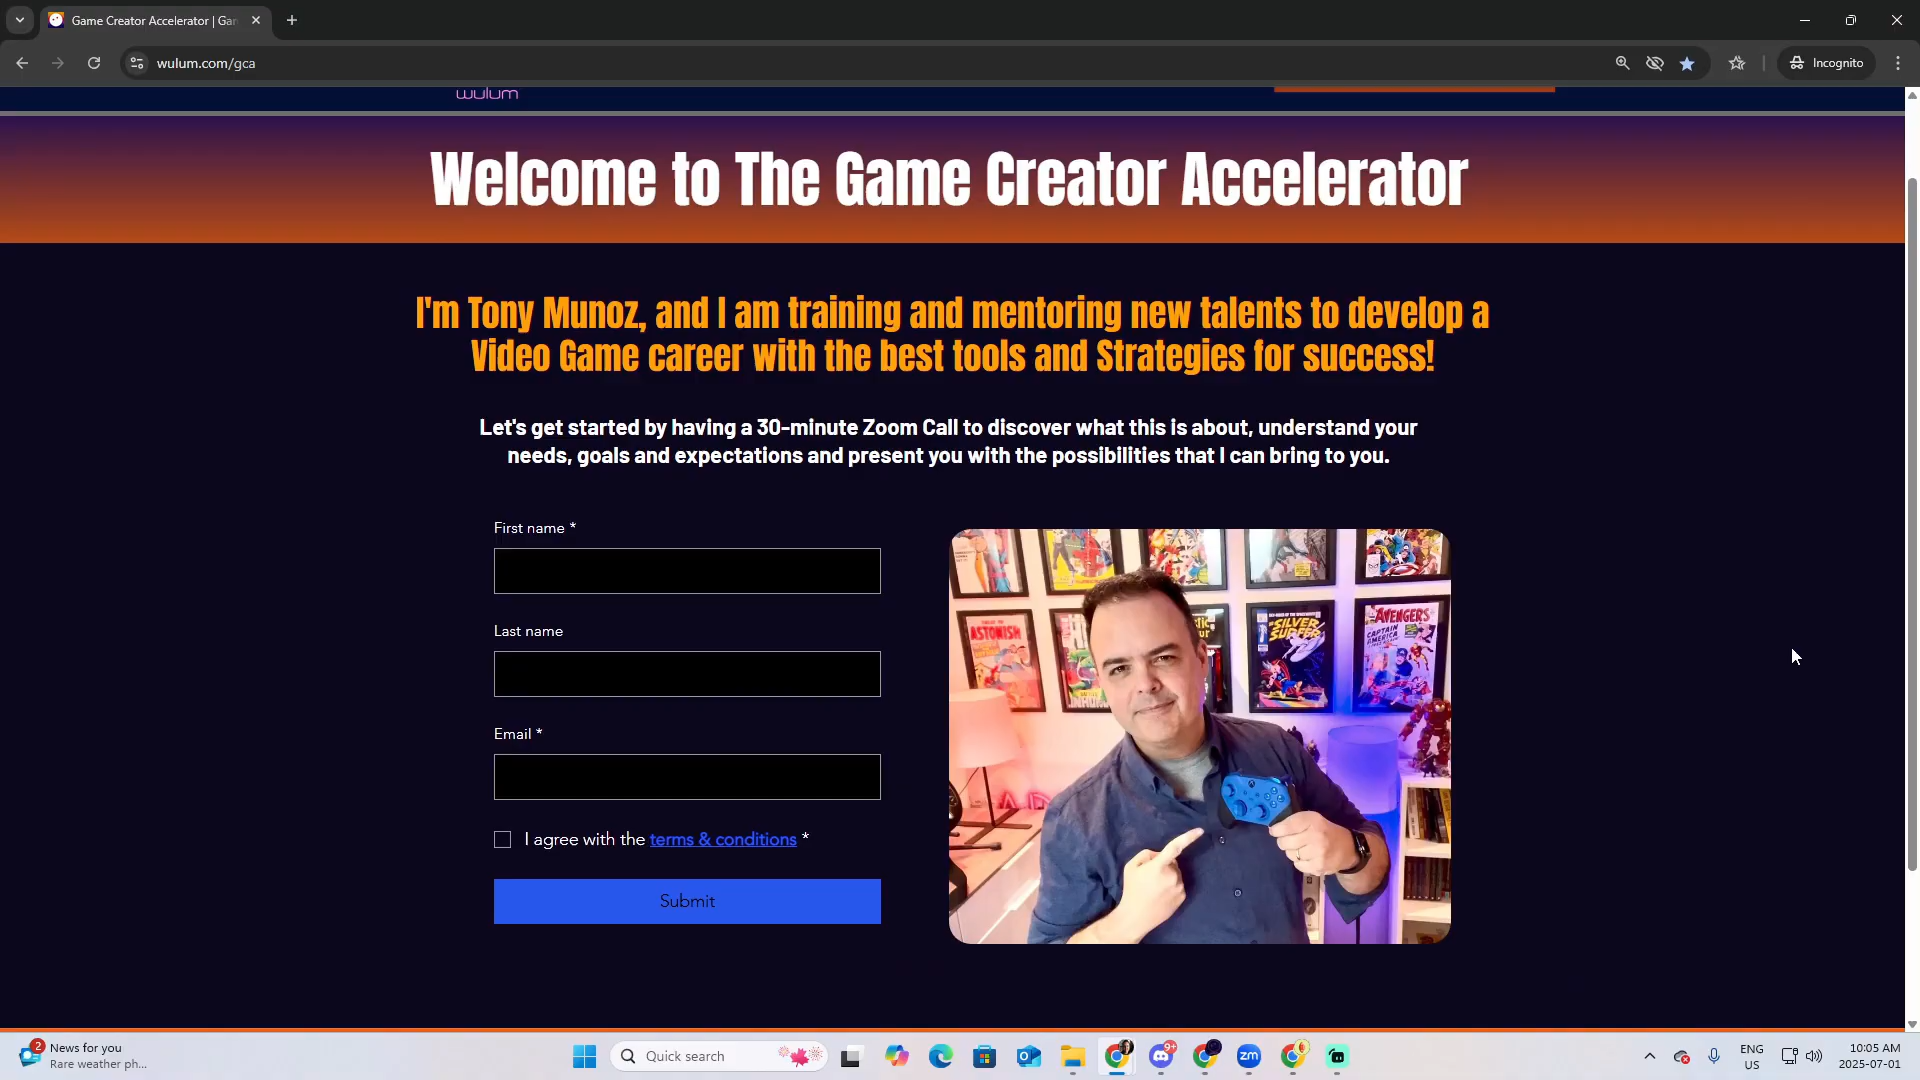 Game Creator Accelerator | Gam
wulum.com/gca
Incognito
wulum
Welcome to The Game Creator Accelerator
I'm Tony Munoz, and I am training and mentoring new talents to develop a
Video Game career with the best tools and Strategies for success!
Let's get started by having a 30-minute Zoom Call to discover what this is about, understand your
needs, goals and expectations and present you with the possibilities that I can bring to you.
First name *
Last name
Email *
I agree with the terms & conditions *
Submit
ASTONISH
SILVER
SURFER
AVENGERS
CAPTAIN
AMERICA
2
News for you
Rare weather ph...
Quick search
9+
zm
ENG
US
10:05 AM
2025-07-01